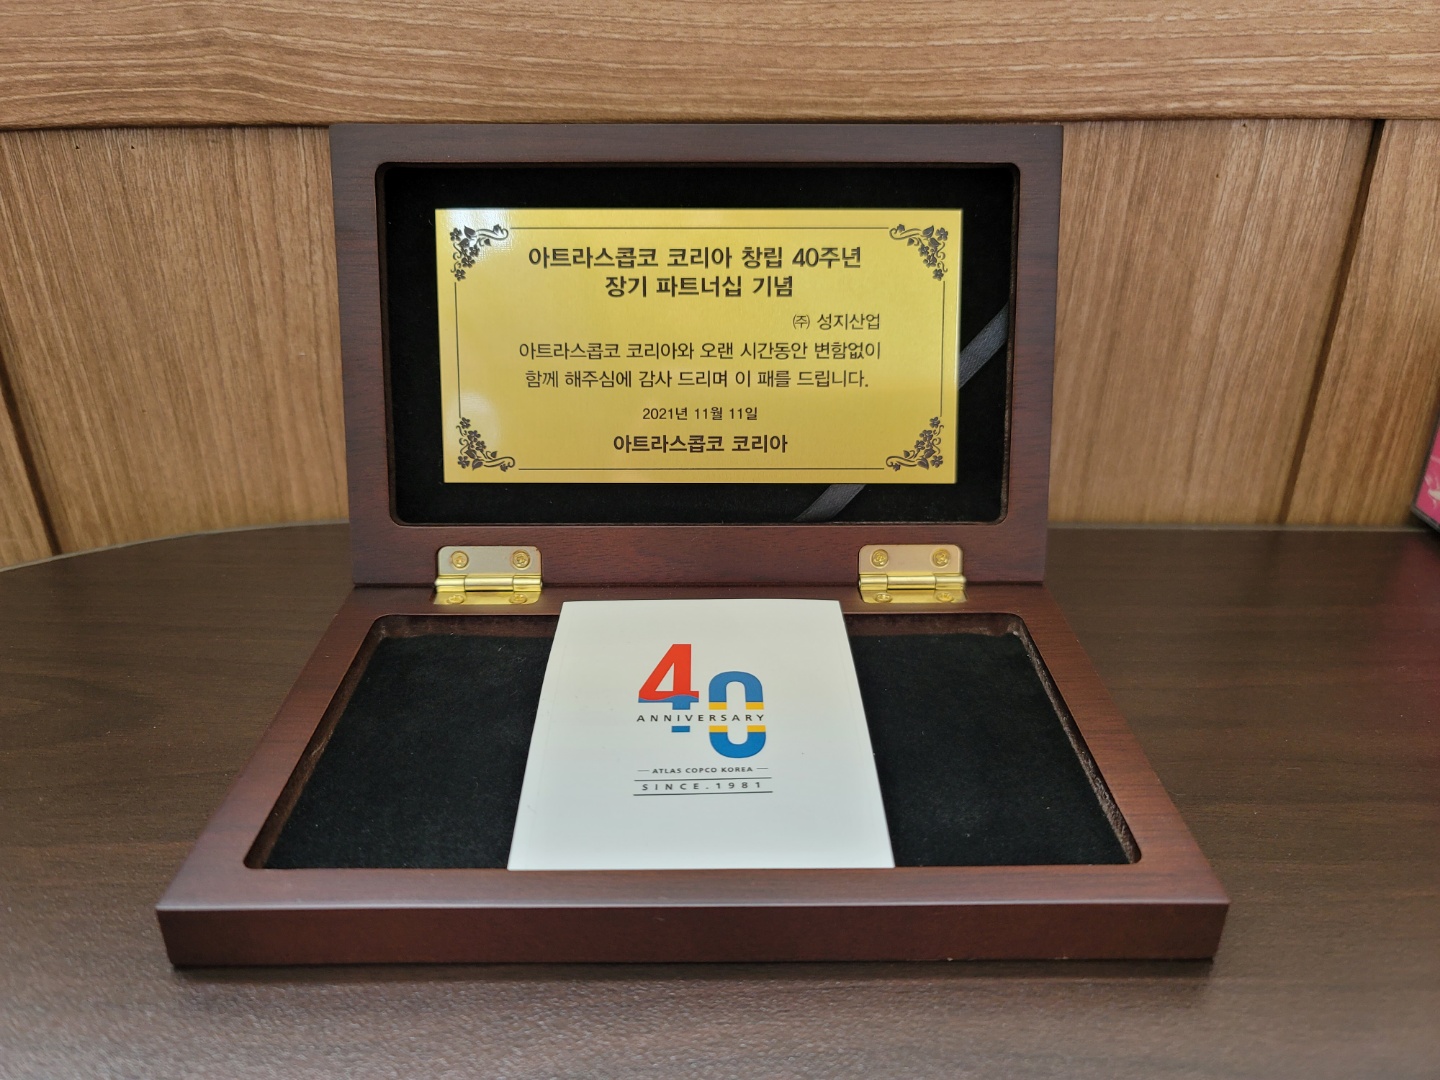 아트라스콥코 코리아 창립 40주년
장기 파트너십 기념
㈜ 성지산업
아트라스콥코 코리아와 오랜 시간동안 변함없이
함께 해주심에 감사 드리며 이 패를 드립니다.
2021년 11월 11일
아트라스콥코 코리아
40
ANNIVERSARY
ATLAS COPCO KOREA
SINCE.1981